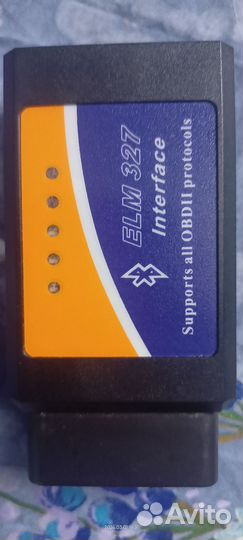 ELM 327
Interface
Supports all OBDII protocols
Avito